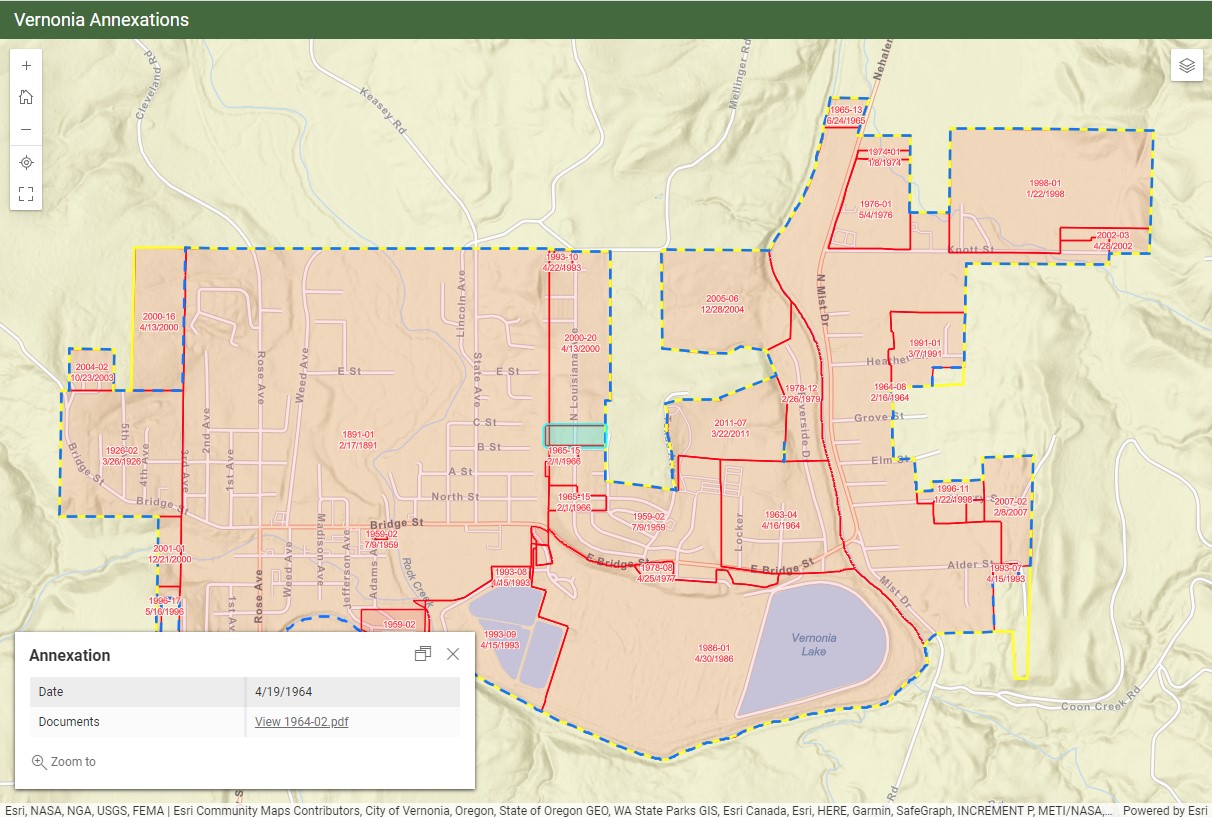 Vernonia Annexations
Nehalem
Cleveland Rd
Keasey Rd
Mellinger Rd
1965-13
6/24/1965
1974-01
1/8/1974
1976-01
5/4/1976
1998-01
1/22/1998
2002-03
4/28/2002
Knott St
1993-10
4/22/1993
2000-16
4/13/2000
2005-06
12/28/2004
N Mist Dr
Lincoln Ave
2000-20
4/13/2000
1991-01
3/7/1991
Heather
2004-02
10/23/2003
Rose Ave
Weed Ave
E St
State Ave
E St
N Louisiana
1978-12
2/26/1979
1964-08
2/16/1964
Grove St
2nd Ave
1891-01
2/17/1891
C St
B St
2011-07
3/22/2011
Riverside D
5th
4th Ave
1926-02
3/26/1926
Bridge St
3rd Ave
1st Ave
A St
North St
1965-15
2/1/1966
Elm St
1965-15
2/1/1966
1996-11
1/22/1998
2007-02
2/8/2007
Bridge St
Bridge St
1959-02
7/9/1959
1959-02
7/9/1959
Locker
1963-04
4/16/1964
2001-01
12/21/2000
Madison Ave
Jefferson Ave
Adams A
Weed Ave
Rose Ave
1st Av
Rock Creek
1993-08
4/15/1993
E Bridge St
1978-08
4/25/1977
E Bridge St
Alder St
1993-07
4/15/1993
Mist Dr
1996-17
5/16/1996
1959-02
1993-09
4/15/1993
1986-01
4/30/1986
Vernonia
Lake
Coon Creek Rd
Rd
Annexation
Date 4/19/1964
Documents View 1964-02.pdf
Zoom to
Esri, NASA, NGA, USGS, FEMA | Esri Community Maps Contributors, City of Vernonia, Oregon, State of Oregon GEO, WA State Parks GIS, Esri Canada, Esri, HERE, Garmin, SafeGraph, INCREMENT P, METI/NASA,... Powered by Esri